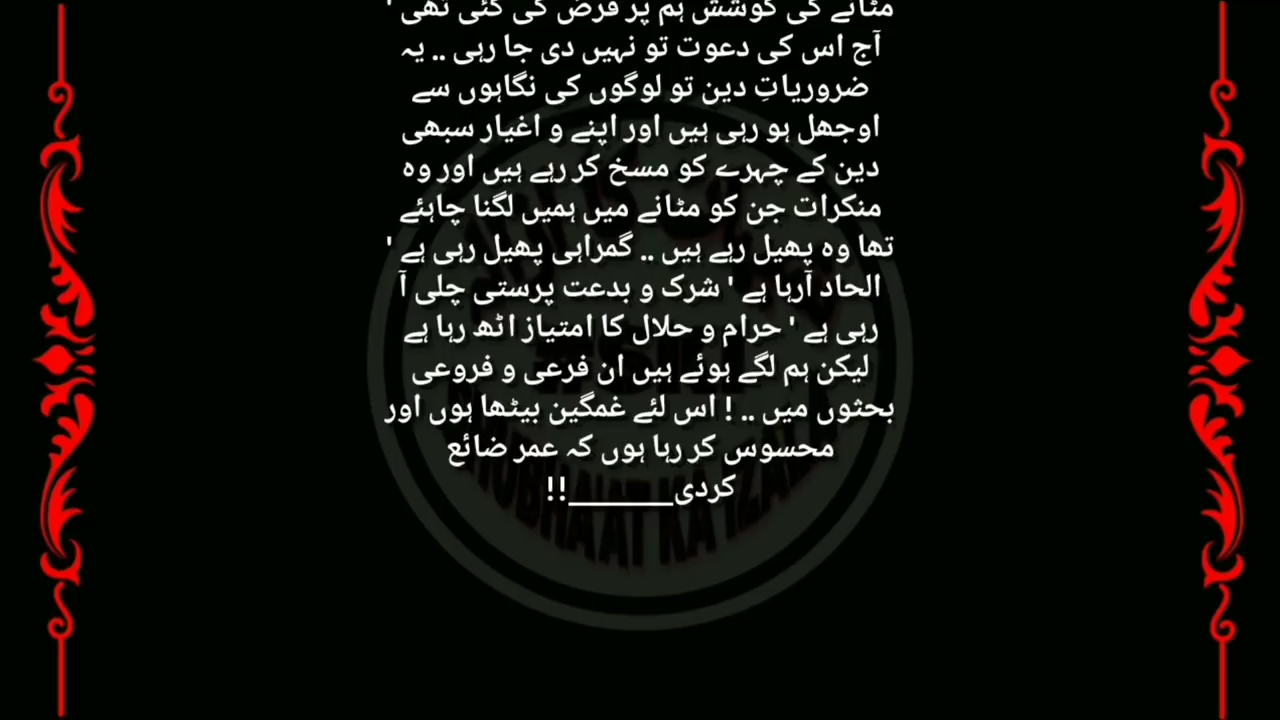 مٹانے کی کوشش ہم پر فرض کی گئی تھی '
آج اس کی دعوت تو نہیں دی جا رہی .. یہ
ضروریاتِ دین تو لوگوں کی نگاہوں سے
اوجھل ہو رہی ہیں اور اپنے و اغیار سبھی
دین کے چہرے کو مسخ کر رہے ہیں اور وہ
منکرات جن کو مٹانے میں ہمیں لگنا چاہئے
تھا وہ پھیل رہے ہیں .. گمراہی پھیل رہی ہے '
الحاد آرہا ہے ' شرک و بدعت پرستی چلی آ
رہی ہے ' حرام و حلال کا امتیاز اٹھ رہا ہے
لیکن ہم لگے ہوئے ہیں ان فرعی و فروعی
بحثوں میں .. ! اس لئے غمگین بیٹھا ہوں اور
محسوس کر رہا ہوں کہ عمر ضائع
کردی______!!
KA